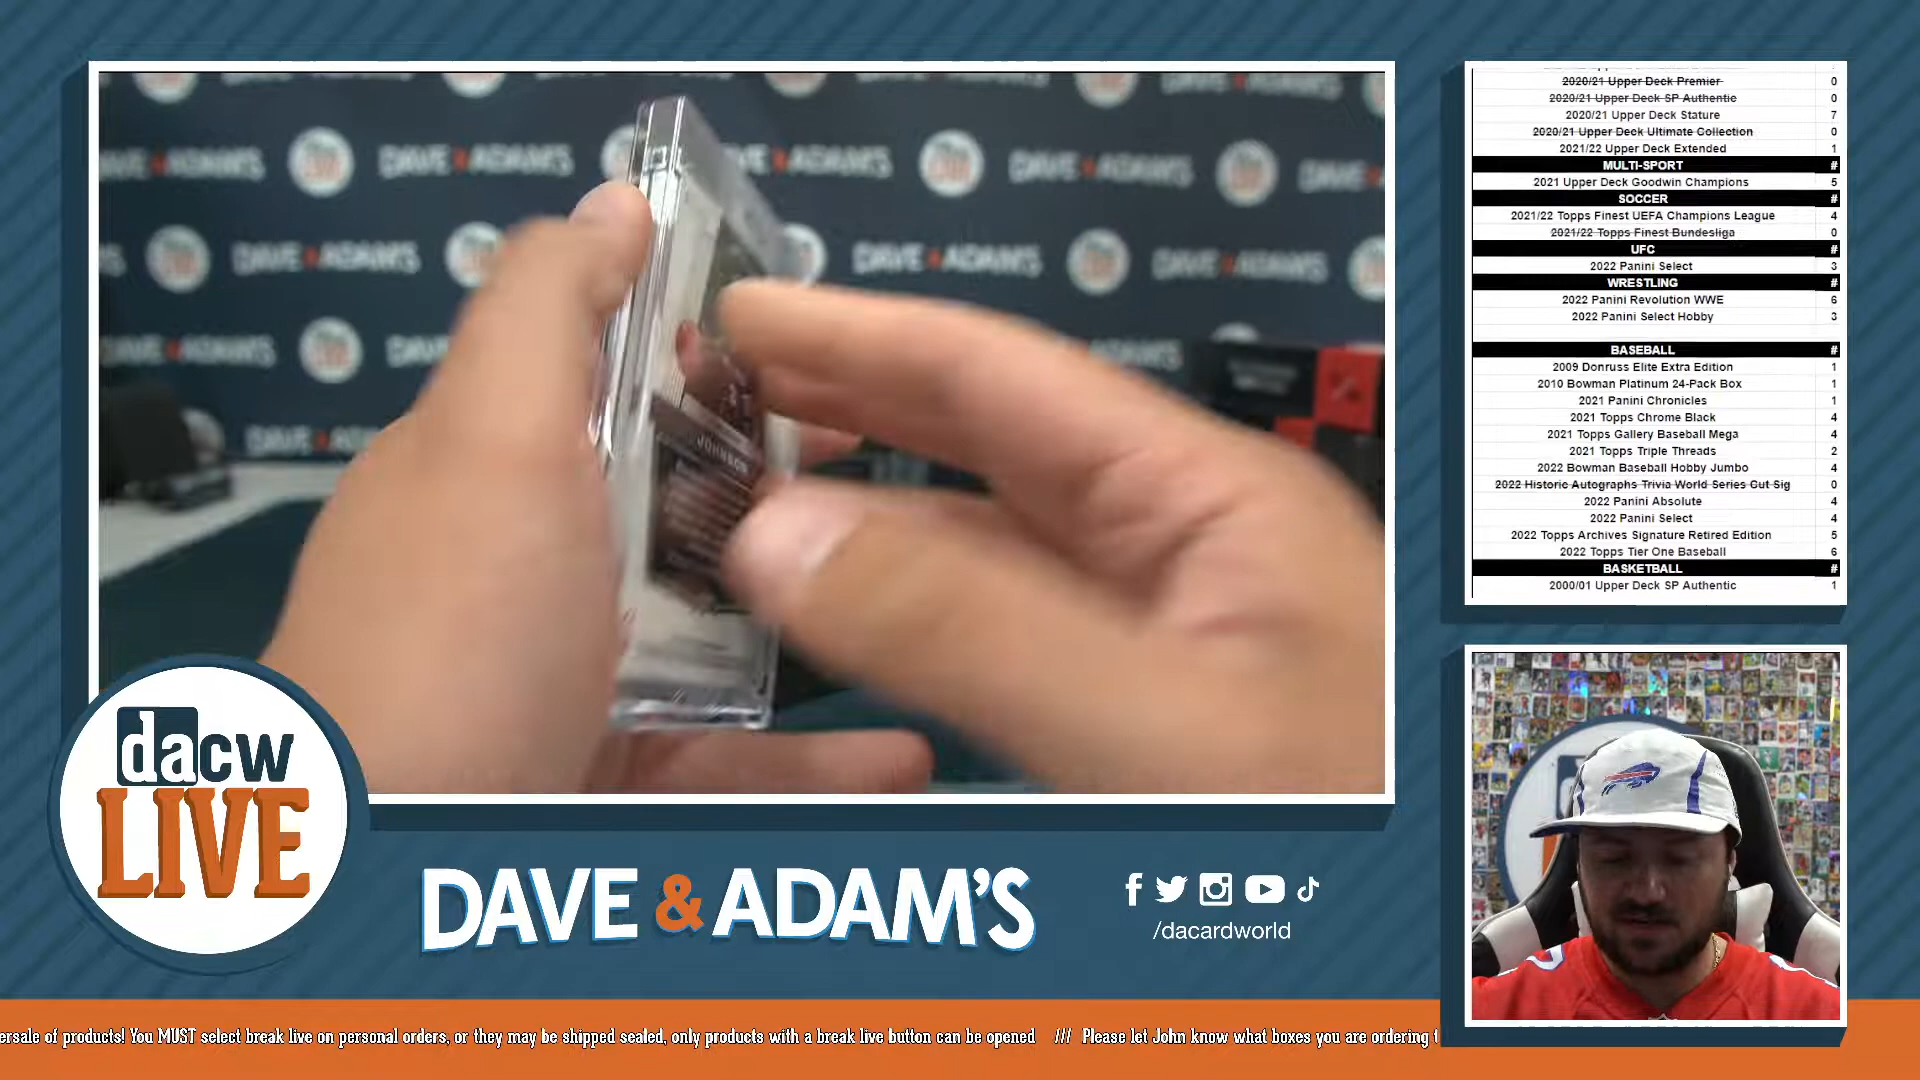 DAVE & ADAM'S
DAVE & ADAM'S
DAVE & ADAM'S
DAVE & ADAM'S
JOHNSON
2020/21 Upper Deck Premier 0
2020/21 Upper Deck SP Authentic 0
2020/21 Upper Deck Stature 7
2020/21 Upper Deck Ultimate Collection 0
2021/22 Upper Deck Extended 1
MULTI-SPORT #
2021 Upper Deck Goodwin Champions 5
SOCCER #
2021/22 Topps Finest UEFA Champions League 4
2021/22 Topps Finest Bundesliga 0
UFC #
2022 Panini Select 3
WRESTLING #
2022 Panini Revolution WWE 6
2022 Panini Select Hobby 3
BASEBALL #
2009 Donruss Elite Extra Edition 1
2010 Bowman Platinum 24-Pack Box 1
2021 Panini Chronicles 1
2021 Topps Chrome Black 4
2021 Topps Gallery Baseball Mega 4
2021 Topps Triple Threads 2
2022 Bowman Baseball Hobby Jumbo 4
2022 Historic Autographs Trivia World Series Cut Sig 0
2022 Panini Absolute 4
2022 Panini Select 4
2022 Topps Archives Signature Retired Edition 5
2022 Topps Tier One Baseball 6
BASKETBALL #
2000/01 Upper Deck SP Authentic 1
dacw
LIVE
DAVE & ADAM'S
/dacardworld
ersale of products! You MUST select break live on personal orders, or they may be shipped sealed, only products with a break live button can be opened /// Please let John know what boxes you are ordering